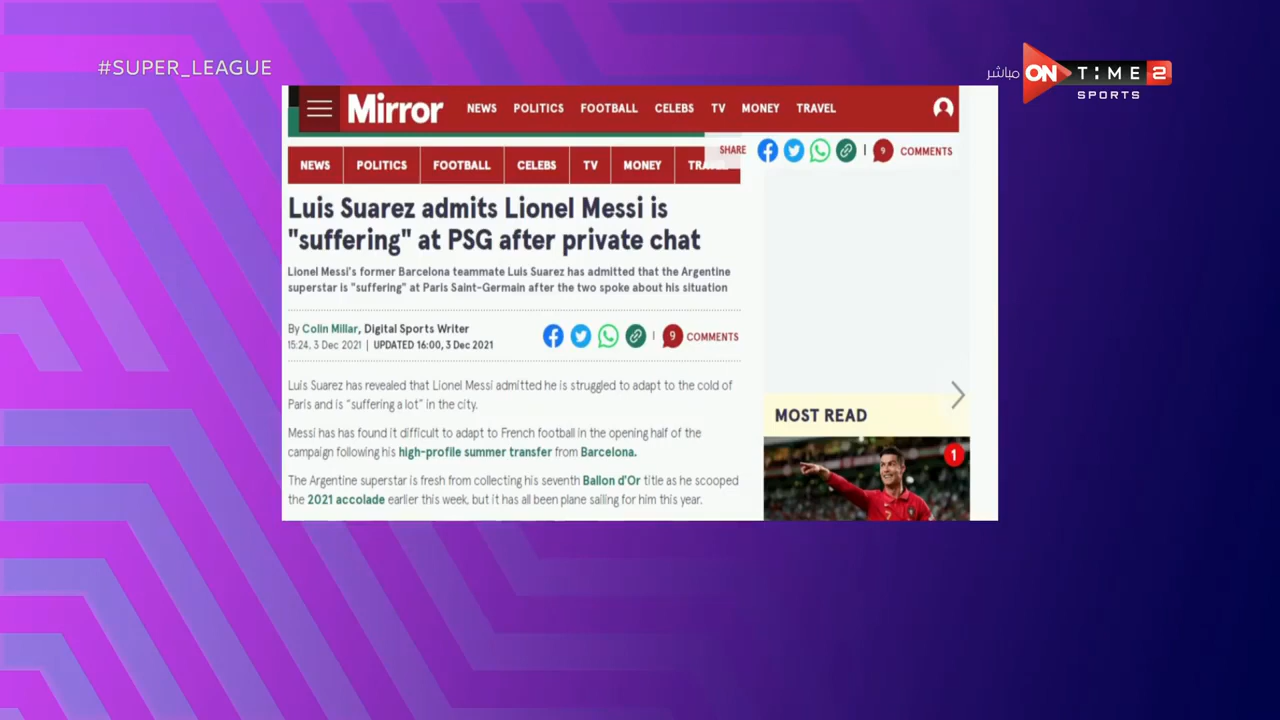 #SUPER_LEAGUE
مباشر ON TIME 2
SPORTS
Mirror NEWS POLITICS FOOTBALL CELEBS TV MONEY TRAVEL
SHARE 9 COMMENTS
NEWS POLITICS FOOTBALL CELEBS TV MONEY
Luis Suarez admits Lionel Messi is
"suffering" at PSG after private chat
Lionel Messi's former Barcelona teammate Luis Suarez has admitted that the Argentine
superstar is "suffering" at Paris Saint-Germain after the two spoke about his situation
By Colin Millar, Digital Sports Writer
15:24, 3 Dec 2021 | UPDATED 16:00, 3 Dec 2021
9 COMMENTS
Luis Suarez has revealed that Lionel Messi admitted he is struggled to adapt to the cold of
Paris and is “suffering a lot” in the city.
Messi has has found it difficult to adapt to French football in the opening half of the
campaign following his high-profile summer transfer from Barcelona.
The Argentine superstar is fresh from collecting his seventh Ballon d'Or title as he scooped
the 2021 accolade earlier this week, but it has all been plane sailing for him this year.
MOST READ
1
7